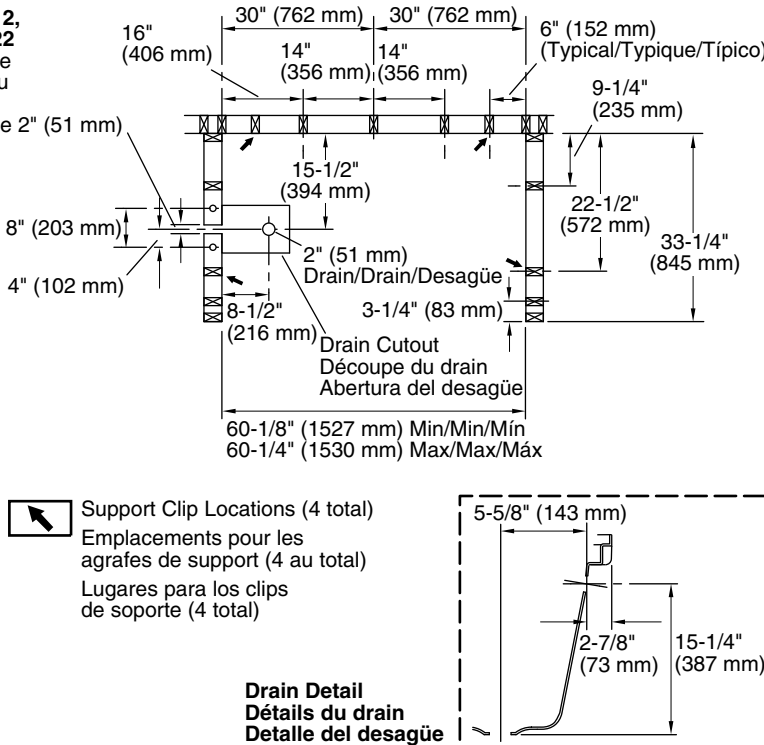 2,
22
30" (762 mm)
30" (762 mm)
16"
(406 mm)
14"
(356 mm)
14"
(356 mm)
6" (152 mm)
(Typical/Typique/Típico)
9-1/4"
(235 mm)
2" (51 mm)
15-1/2"
(394 mm)
22-1/2"
(572 mm)
33-1/4"
(845 mm)
8" (203 mm)
4" (102 mm)
2" (51 mm)
Drain/Drain/Desagüe
8-1/2"
(216 mm)
3-1/4" (83 mm)
Drain Cutout
Découpe du drain
Abertura del desagüe
60-1/8" (1527 mm) Min/Min/Mín
60-1/4" (1530 mm) Max/Max/Máx
Support Clip Locations (4 total)
Emplacements pour les
agrafes de support (4 au total)
Lugares para los clips
de soporte (4 total)
5-5/8" (143 mm)
2-7/8"
(73 mm)
15-1/4"
(387 mm)
Drain Detail
Détails du drain
Detalle del desagüe